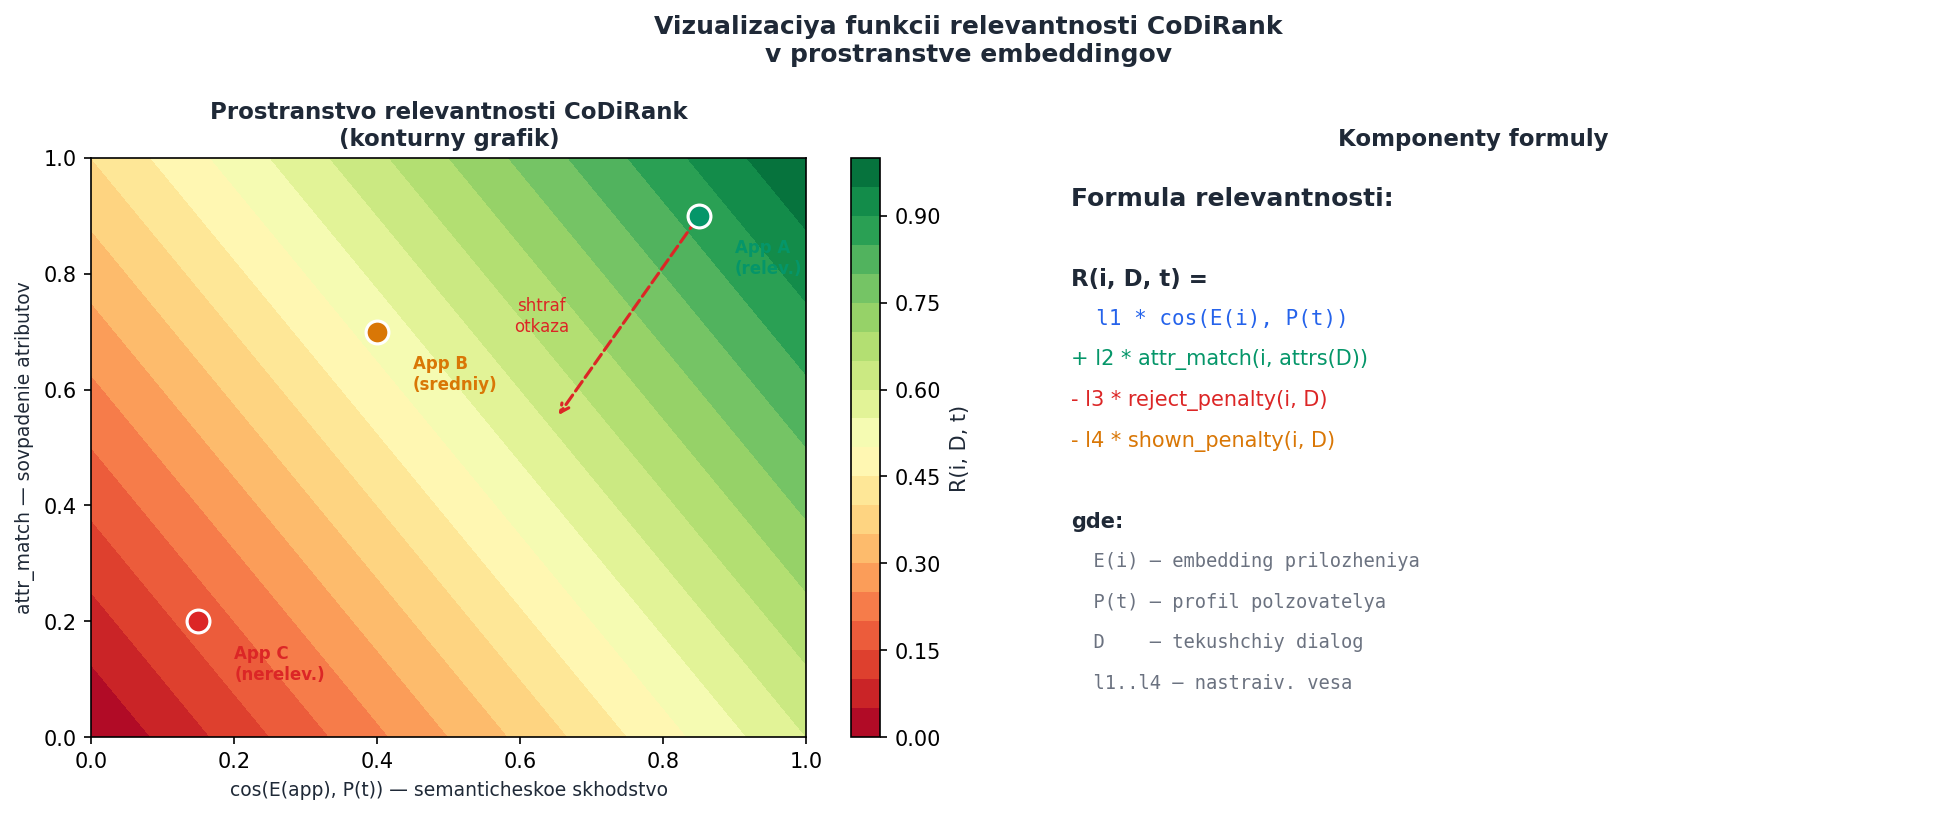 Vizualizaciya funkcii relevantnosti CoDiRank
v prostranstve embeddingov
Prostranstvo relevantnosti CoDiRank
(konturny grafik)
attr_match — sovpadenie atributov
1.0
0.8
0.6
0.4
0.2
0.0
App A
(relev.)
shtraf
otkaza
App B
(sredniy)
App C
(nerelev.)
0.0 0.2 0.4 0.6 0.8 1.0
cos(E(app), P(t)) — semanticheskoe skhodstvo
0.90
0.75
0.60
0.45
0.30
0.15
0.00
R(i, D, t)
Komponenty formuly
Formula relevantnosti:
R(i, D, t) =
l1 * cos(E(i), P(t))
+ l2 * attr_match(i, attrs(D))
- l3 * reject_penalty(i, D)
- l4 * shown_penalty(i, D)
gde:
E(i) — embedding prilozheniya
P(t) — profil polzovatelya
D — tekushchiy dialog
l1..l4 — nastraiv. vesa